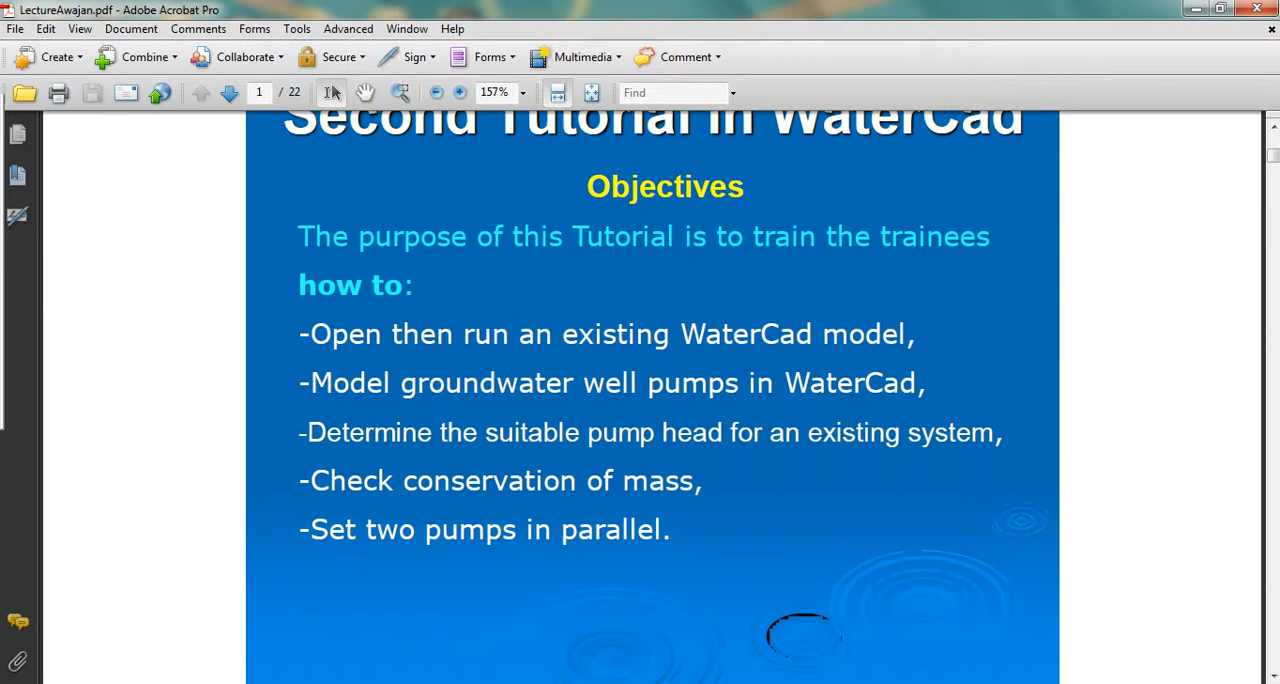 LectureAwajan.pdf - Adobe Acrobat Pro
File Edit View Document Comments Forms Tools Advanced Window Help
Create Combine Collaborate Secure Sign Forms Multimedia Comment
1 / 22 157% Find
Second Tutorial in WaterCad
Objectives
The purpose of this Tutorial is to train the trainees
how to:
-Open then run an existing WaterCad model,
-Model groundwater well pumps in WaterCad,
-Determine the suitable pump head for an existing system,
-Check conservation of mass,
-Set two pumps in parallel.